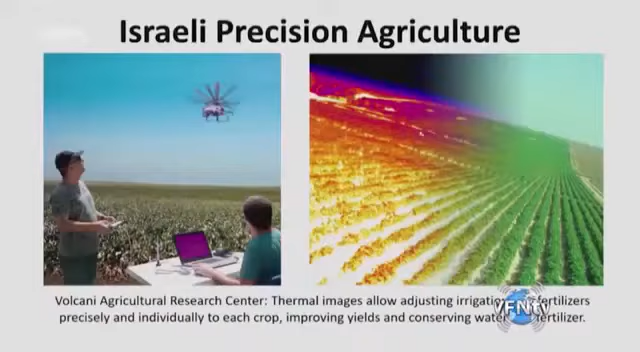 Israeli Precision Agriculture
Volcani Agricultural Research Center: Thermal images allow adjusting irrigation fertilizers
precisely and individually to each crop, improving yields and conserving water fertilizer.
VFNtv